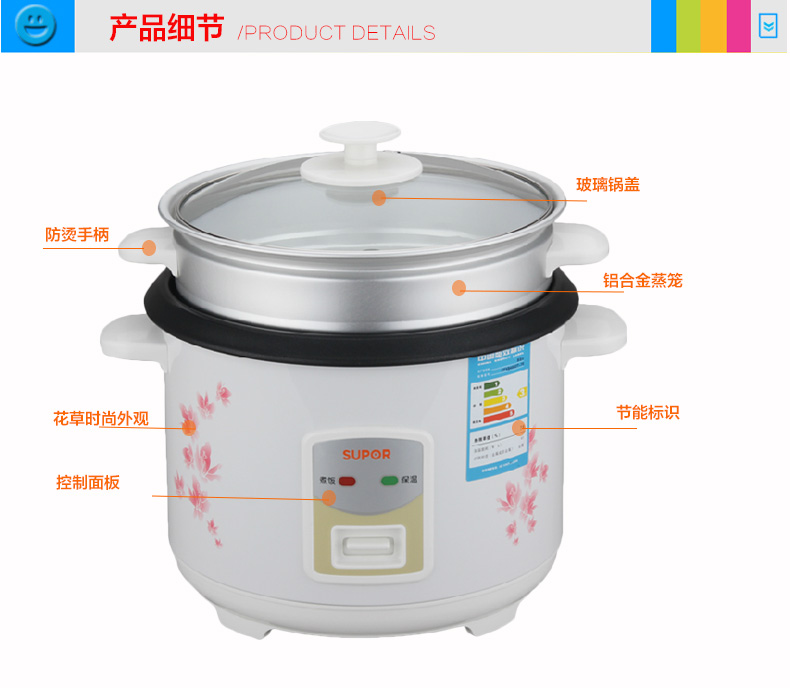 产品细节 /PRODUCT DETAILS
玻璃锅盖
防烫手柄
铝合金蒸笼
花草时尚外观
节能标识
控制面板
SUPOR
煮饭 保温